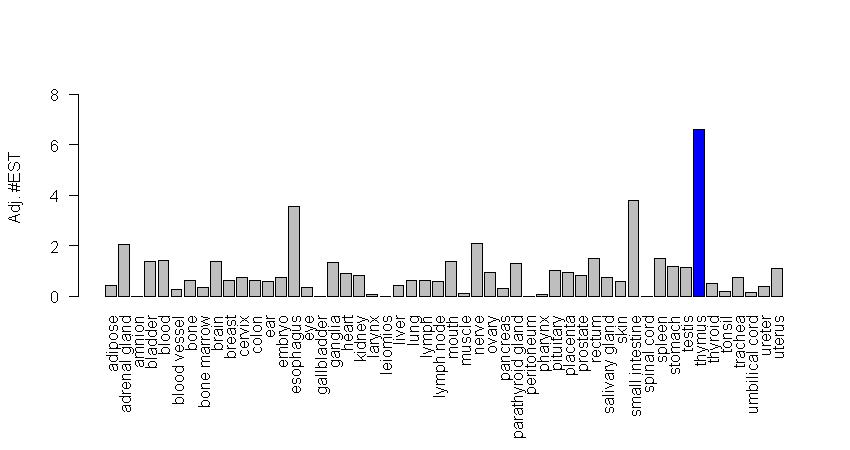 Adj. #EST
8
6
4
2
0
adipose
adrenal gland
amnion
bladder
blood
blood vessel
bone
bone marrow
brain
breast
cervix
colon
ear
embryo
esophagus
eye
gallbladder
ganglia
heart
kidney
larynx
leiomios
liver
lung
lymph
lymph node
mouth
muscle
nerve
ovary
pancreas
parathyroid gland
peritoneum
pharynx
pituitary
placenta
prostate
rectum
salivary gland
skin
small intestine
spinal cord
spleen
stomach
testis
thymus
thyroid
tonsil
trachea
umbilical cord
ureter
uterus